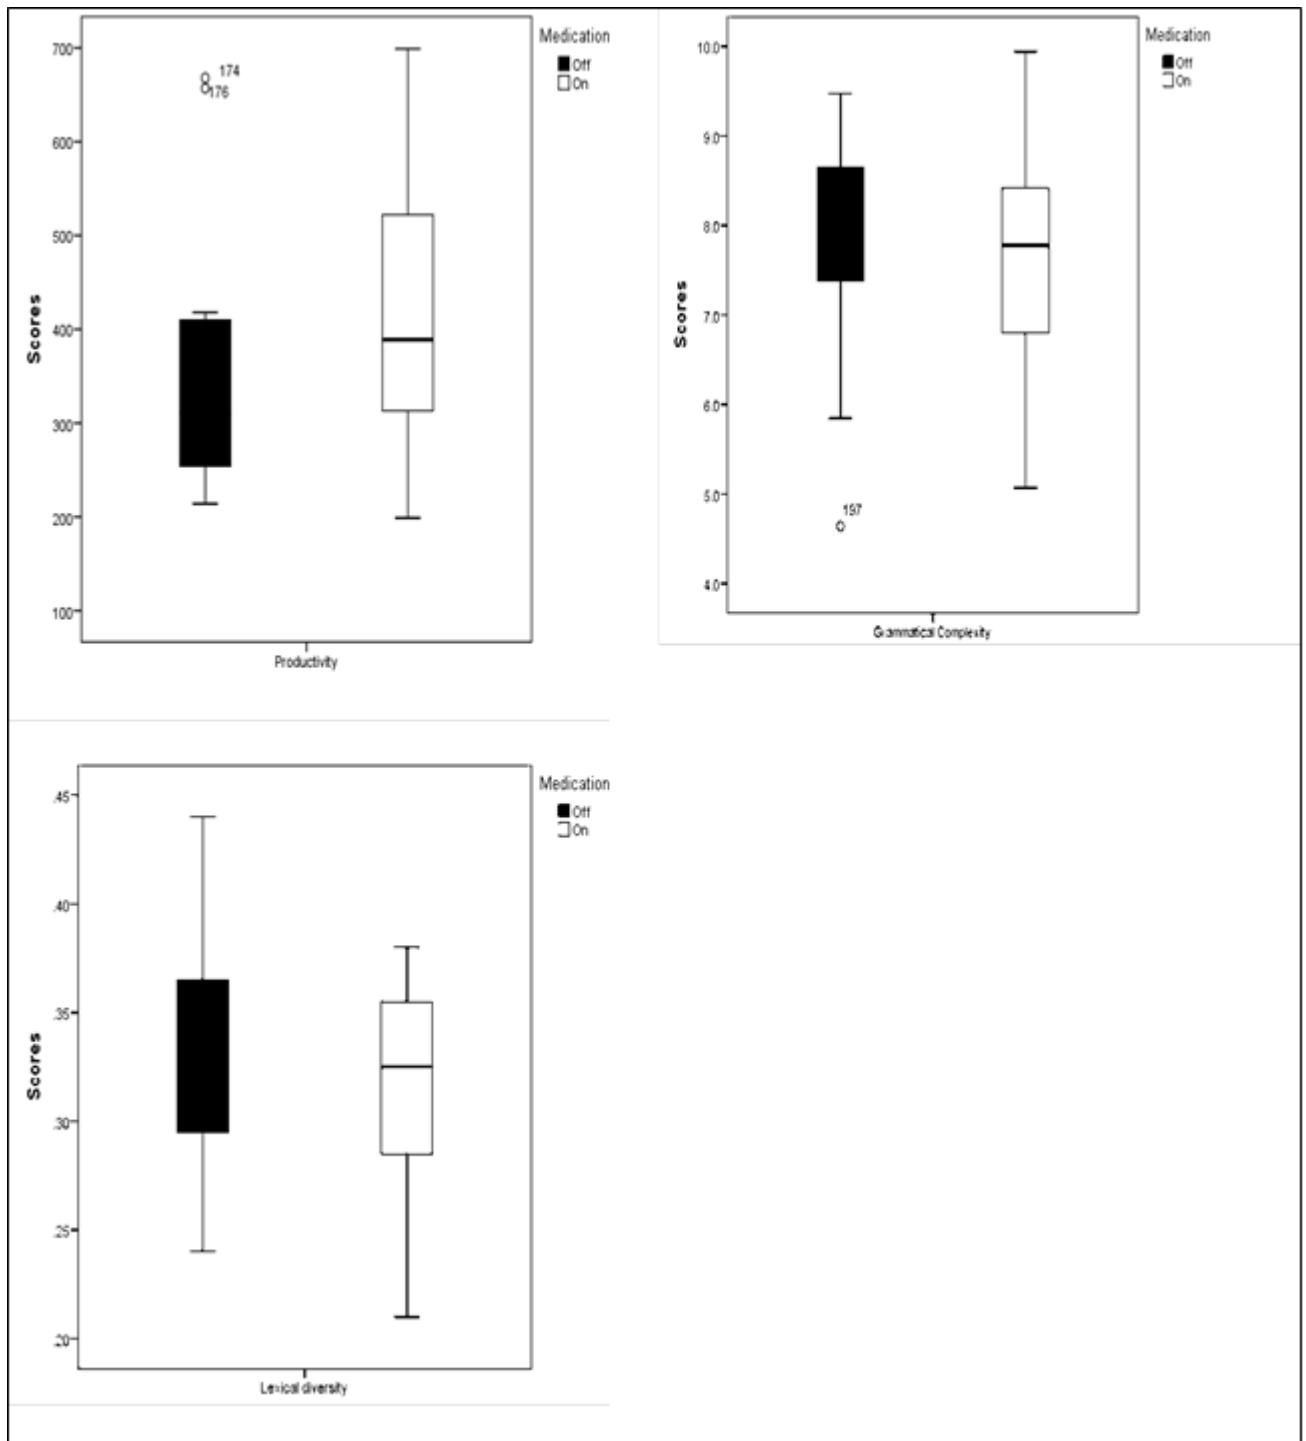 Medication
Off
On
700
600
500
400
300
200
100
174
176
Scores
Productivity
Medication
Off
On
10.0
9.0
8.0
7.0
6.0
5.0
4.0
197
Scores
Grammatical Complexity
Medication
Off
On
.45
.40
.35
.30
.25
.20
Scores
Lexical diversity